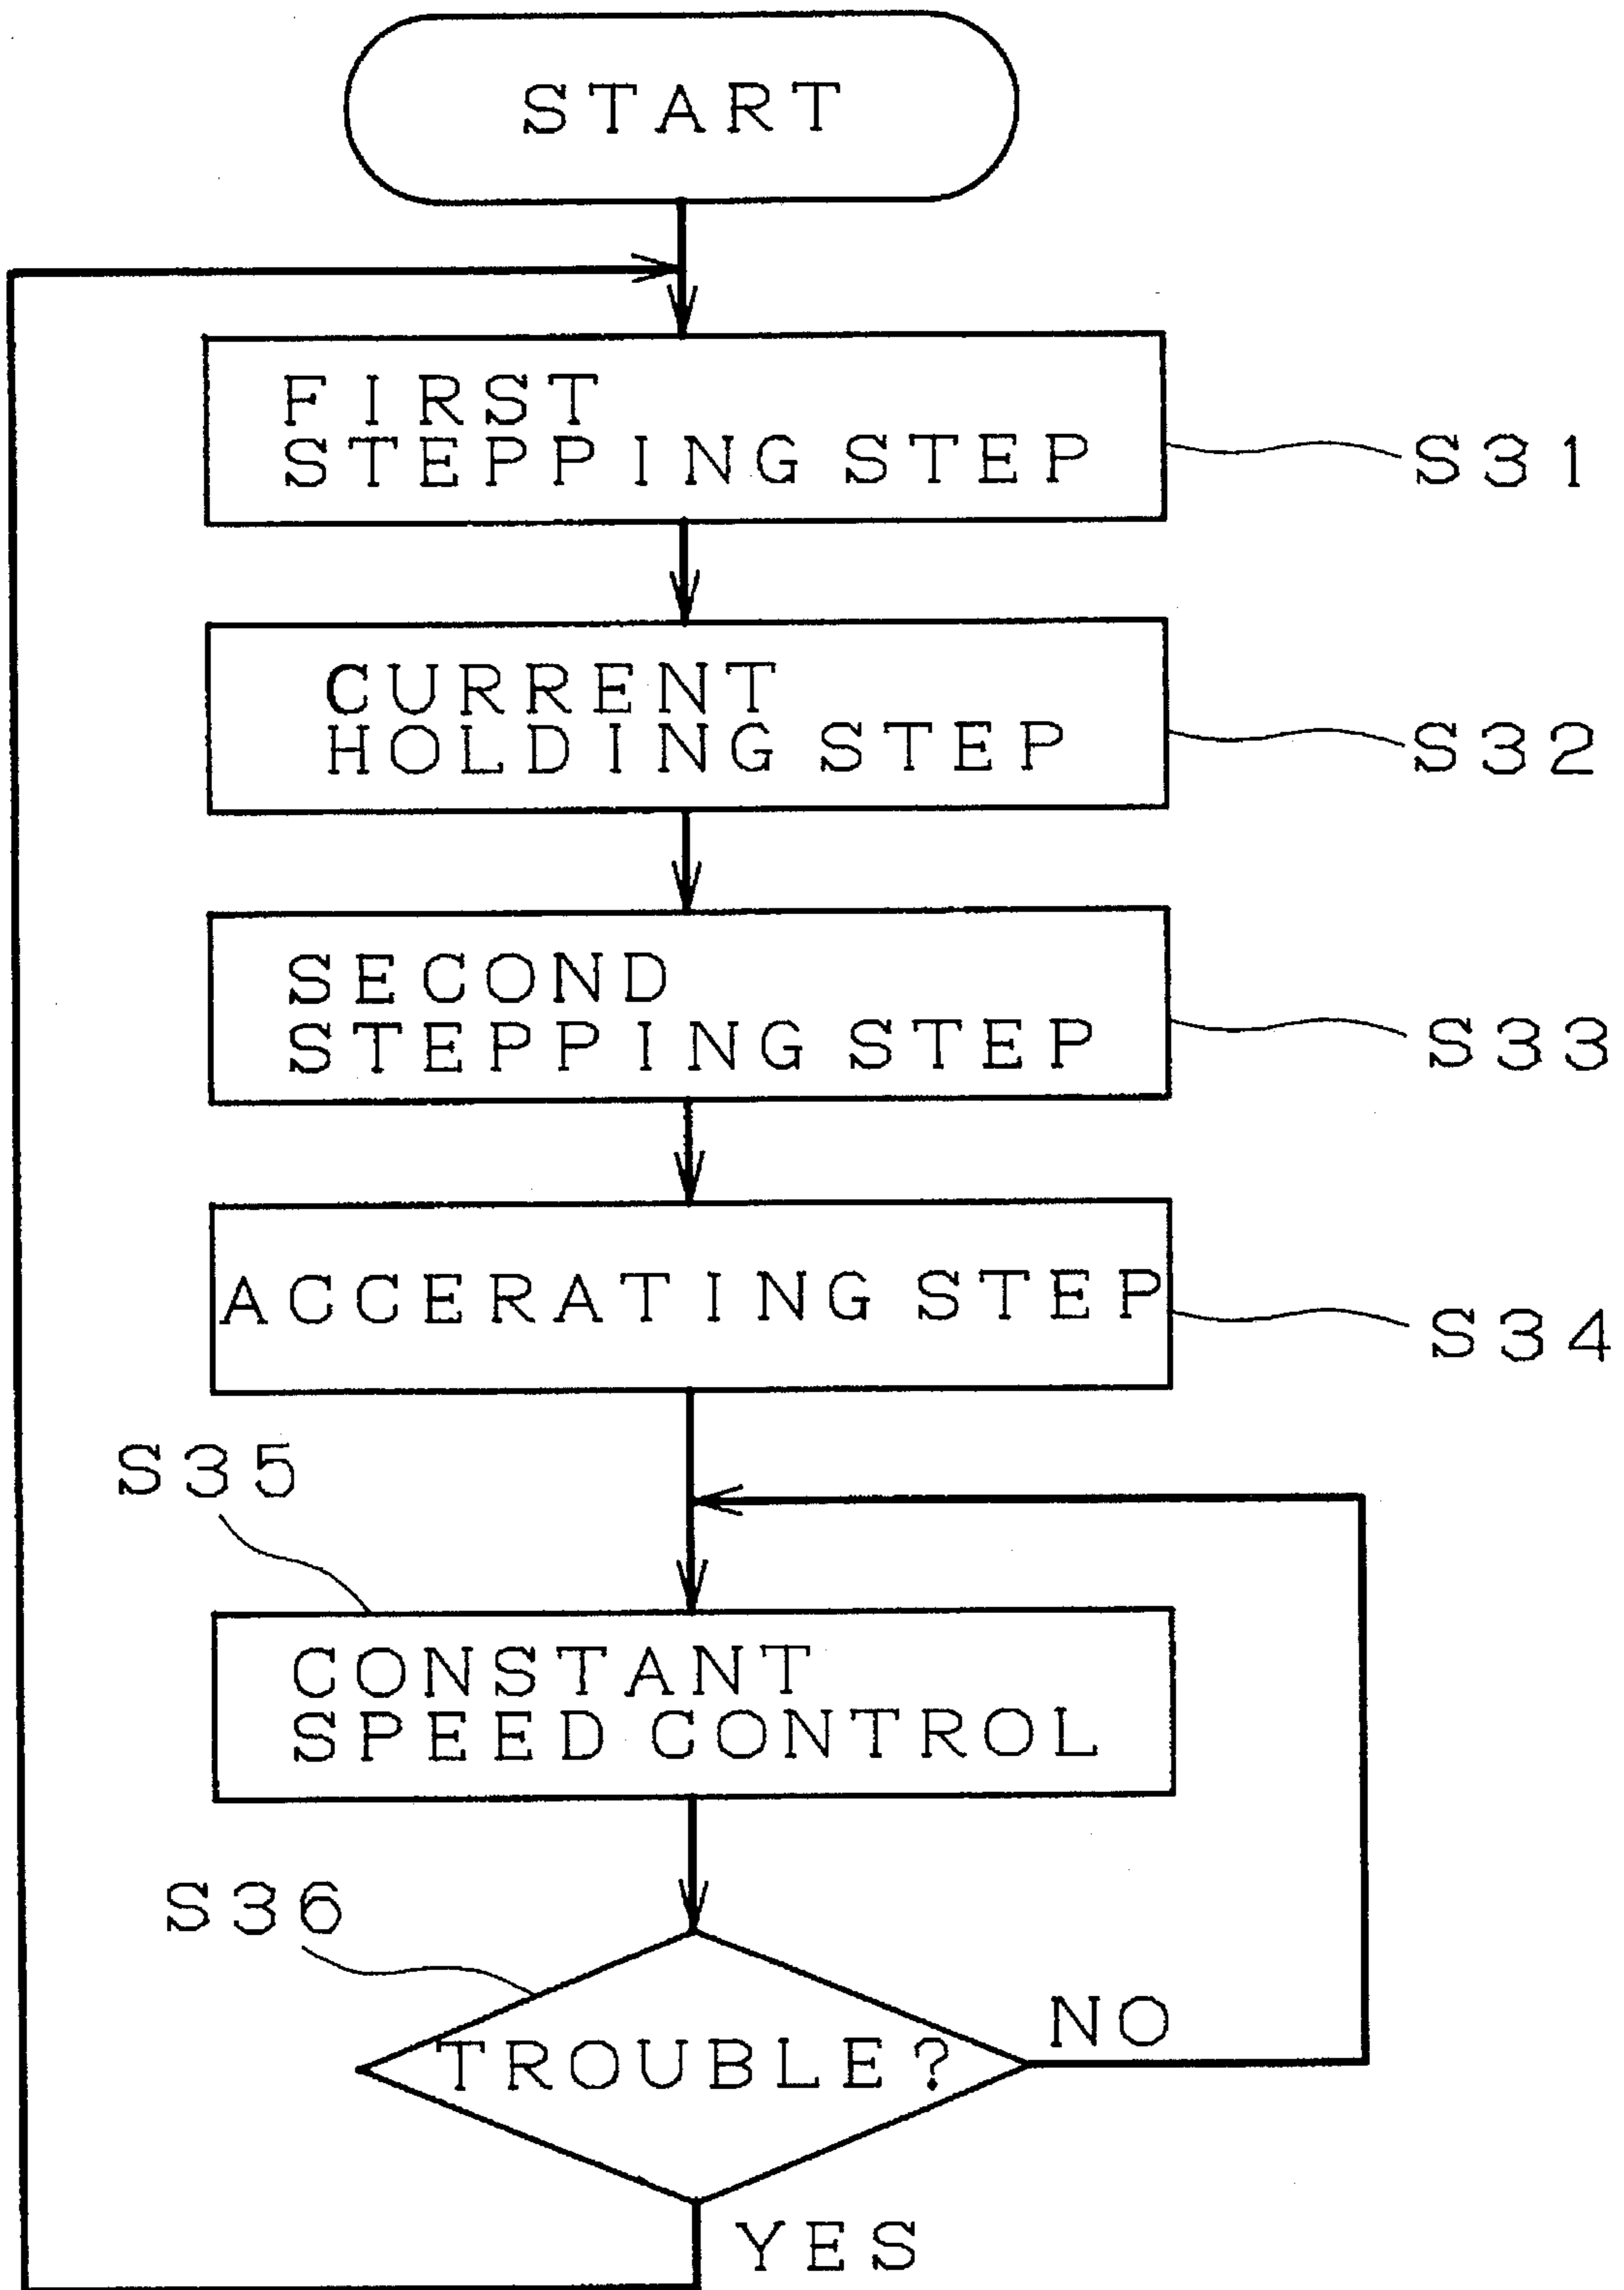 START
FIRST
STEPPING STEP
S31
CURRENT
HOLDING STEP
S32
SECOND
STEPPING STEP
S33
ACCERATING STEP
S34
S35
CONSTANT
SPEED CONTROL
S36
TROUBLE?
NO
YES